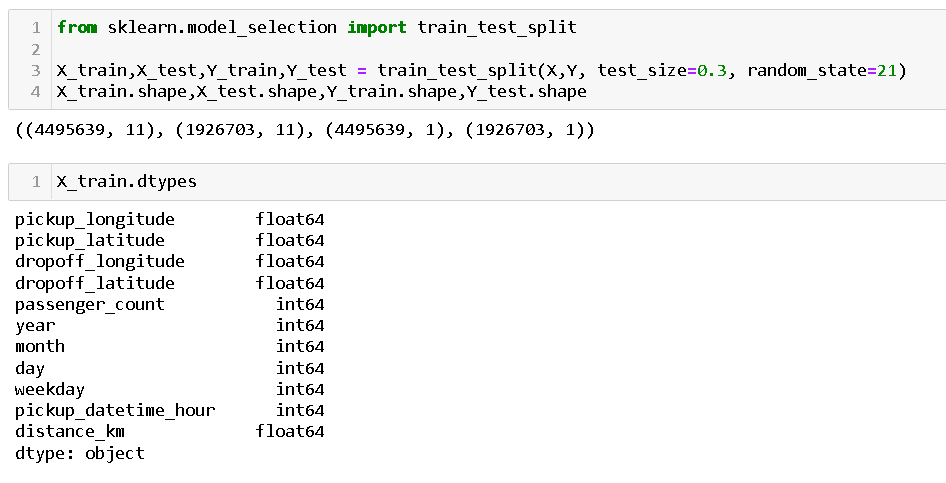 1 from sklearn.model_selection import train_test_split
2
3 X_train,X_test,Y_train,Y_test = train_test_split(X,Y, test_size=0.3, random_state=21)
4 X_train.shape,X_test.shape,Y_train.shape,Y_test.shape
((4495639, 11), (1926703, 11), (4495639, 1), (1926703, 1))
1 X_train.dtypes
pickup_longitude float64
pickup_latitude float64
dropoff_longitude float64
dropoff_latitude float64
passenger_count int64
year int64
month int64
day int64
weekday int64
pickup_datetime_hour int64
distance_km float64
dtype: object